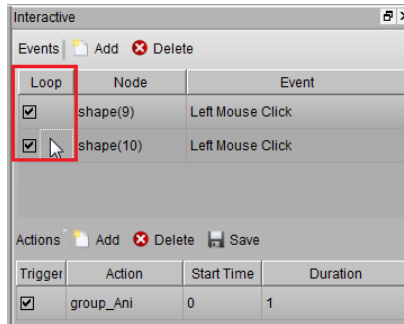 Interactive
Events Add Delete
Loop Node Event
shape(9) Left Mouse Click
shape(10) Left Mouse Click
Actions Add Delete Save
Trigger Action Start Time Duration
group_Ani 0 1